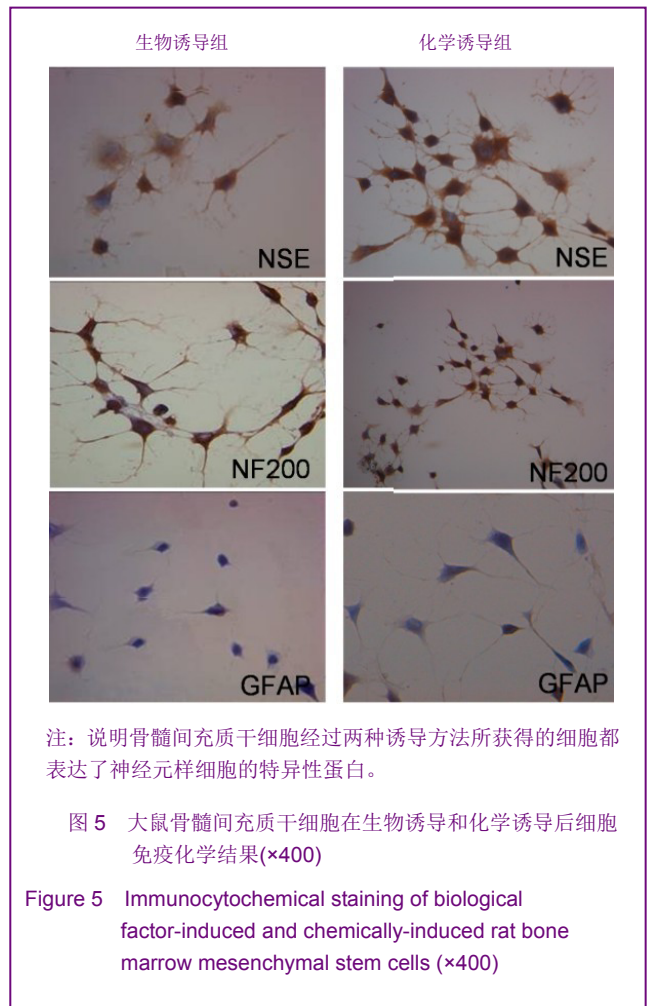 生物诱导组 化学诱导组
NSE NSE
NF200 NF200
GFAP GFAP
注：说明骨髓间充质干细胞经过两种诱导方法所获得的细胞都
表达了神经元样细胞的特异性蛋白。
图 5 大鼠骨髓间充质干细胞在生物诱导和化学诱导后细胞
免疫化学结果(×400)
Figure 5 Immunocytochemical staining of biological
factor-induced and chemically-induced rat bone
marrow mesenchymal stem cells (×400)